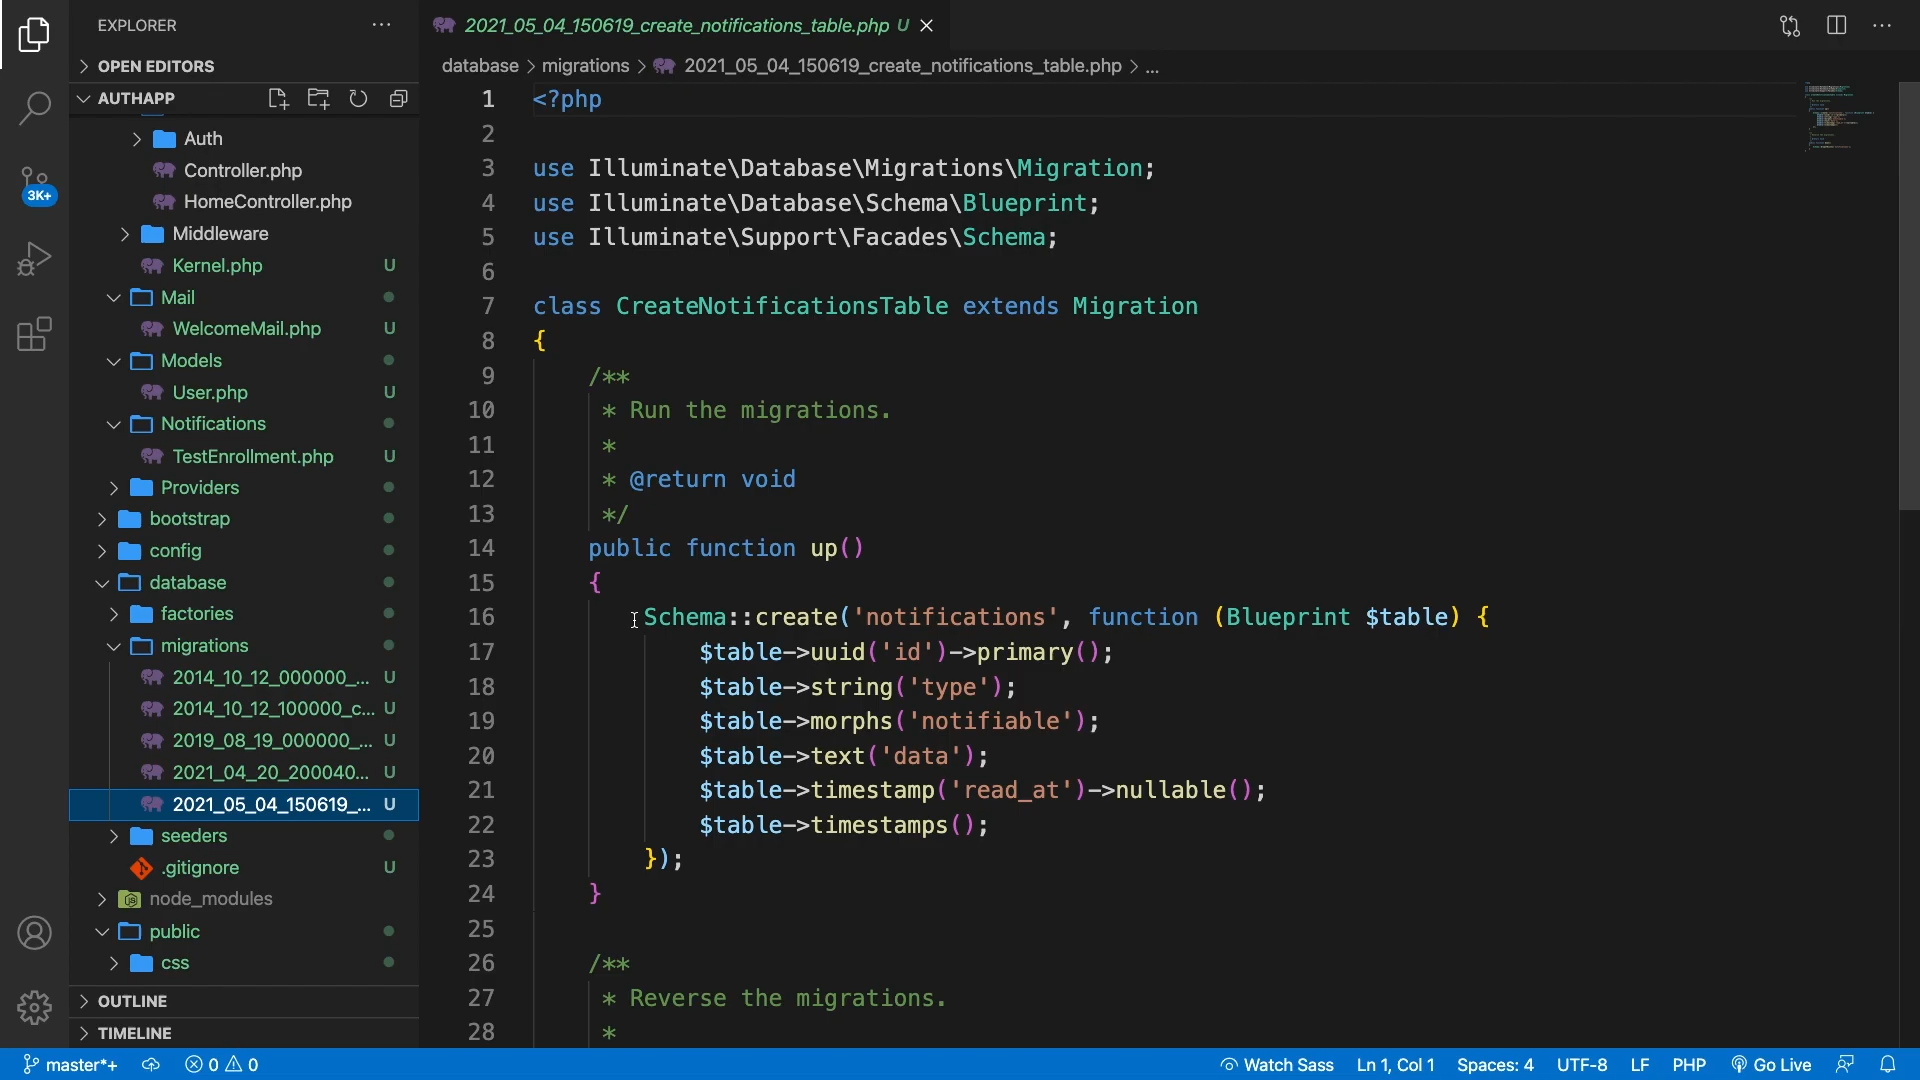 EXPLORER
OPEN EDITORS
AUTHAPP
Auth
Controller.php
HomeController.php
Middleware
Kernel.php U
Mail
WelcomeMail.php U
Models
User.php U
Notifications
TestEnrollment.php U
Providers
bootstrap
config
database
factories
migrations
2014_10_12_000000_... U
2014_10_12_100000_c... U
2019_08_19_000000_... U
2021_04_20_200040... U
2021_05_04_150619_... U
seeders
.gitignore U
node_modules
public
css
OUTLINE
TIMELINE
3K+
2021_05_04_150619_create_notifications_table.php U
database > migrations > 2021_05_04_150619_create_notifications_table.php > ...
1 <?php
2
3 use Illuminate\Database\Migrations\Migration;
4 use Illuminate\Database\Schema\Blueprint;
5 use Illuminate\Support\Facades\Schema;
6
7 class CreateNotificationsTable extends Migration
8 {
9 /**
10 * Run the migrations.
11 *
12 * @return void
13 */
14 public function up()
15 {
16 Schema::create('notifications', function (Blueprint $table) {
17 $table->uuid('id')->primary();
18 $table->string('type');
19 $table->morphs('notifiable');
20 $table->text('data');
21 $table->timestamp('read_at')->nullable();
22 $table->timestamps();
23 });
24 }
25
26 /**
27 * Reverse the migrations.
28 *
master*+ 0 0 Watch Sass Ln 1, Col 1 Spaces: 4 UTF-8 LF PHP Go Live